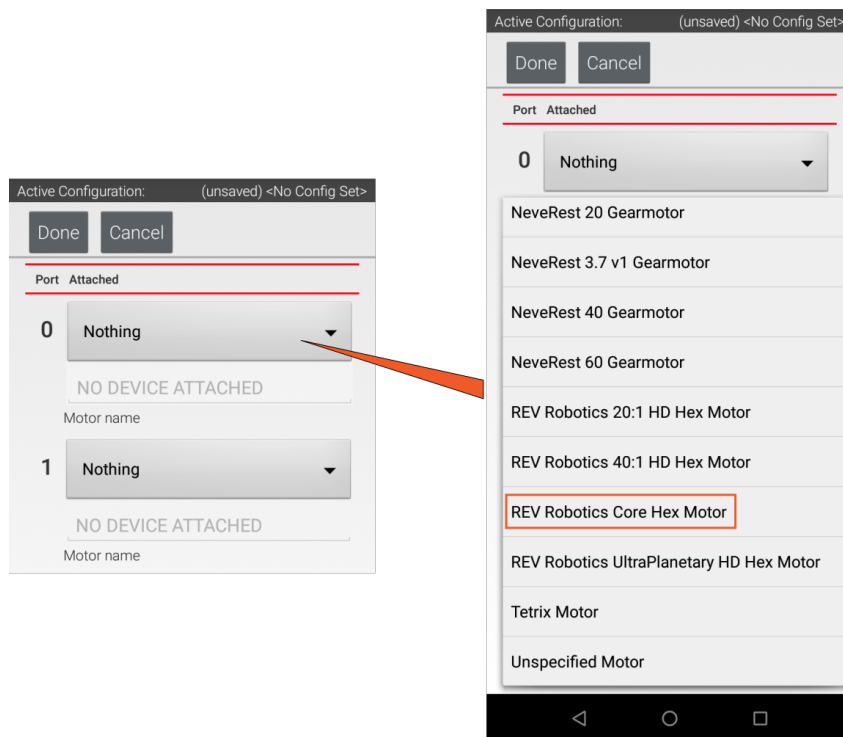 Active Configuration: (unsaved) <No Config Set>
Done Cancel
Port Attached
0 Nothing
NO DEVICE ATTACHED
Motor name
1 Nothing
NO DEVICE ATTACHED
Motor name
Active Configuration: (unsaved) <No Config Set>
Done Cancel
Port Attached
0 Nothing
NeveRest 20 Gearmotor
NeveRest 3.7 v1 Gearmotor
NeveRest 40 Gearmotor
NeveRest 60 Gearmotor
REV Robotics 20:1 HD Hex Motor
REV Robotics 40:1 HD Hex Motor
REV Robotics Core Hex Motor
REV Robotics UltraPlanetary HD Hex Motor
Tetrix Motor
Unspecified Motor